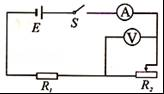 E S A
V
R₁ R₂